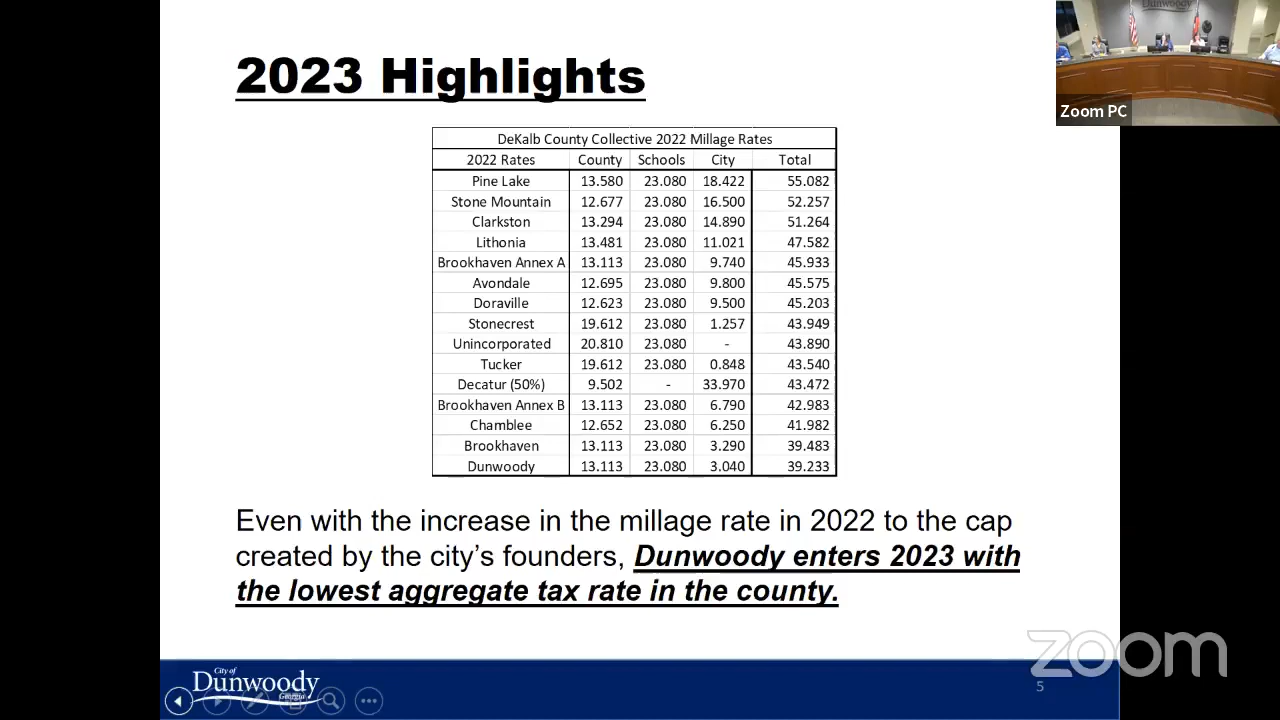 2023 Highlights
DeKalb County Collective 2022 Millage Rates
2022 Rates County Schools City Total
Pine Lake 13.580 23.080 18.422 55.082
Stone Mountain 12.677 23.080 16.500 52.257
Clarkston 13.294 23.080 14.890 51.264
Lithonia 13.481 23.080 11.021 47.582
Brookhaven Annex A 13.113 23.080 9.740 45.933
Avondale 12.695 23.080 9.800 45.575
Doraville 12.623 23.080 9.500 45.203
Stonecrest 19.612 23.080 1.257 43.949
Unincorporated 20.810 23.080 - 43.890
Tucker 19.612 23.080 0.848 43.540
Decatur (50%) 9.502 - 33.970 43.472
Brookhaven Annex B 13.113 23.080 6.790 42.983
Chamblee 12.652 23.080 6.250 41.982
Brookhaven 13.113 23.080 3.290 39.483
Dunwoody 13.113 23.080 3.040 39.233
Even with the increase in the millage rate in 2022 to the cap
created by the city’s founders, Dunwoody enters 2023 with
the lowest aggregate tax rate in the county.
Dunwoody
Zoom PC
zoom
City of
Dunwoody
Georgia
5